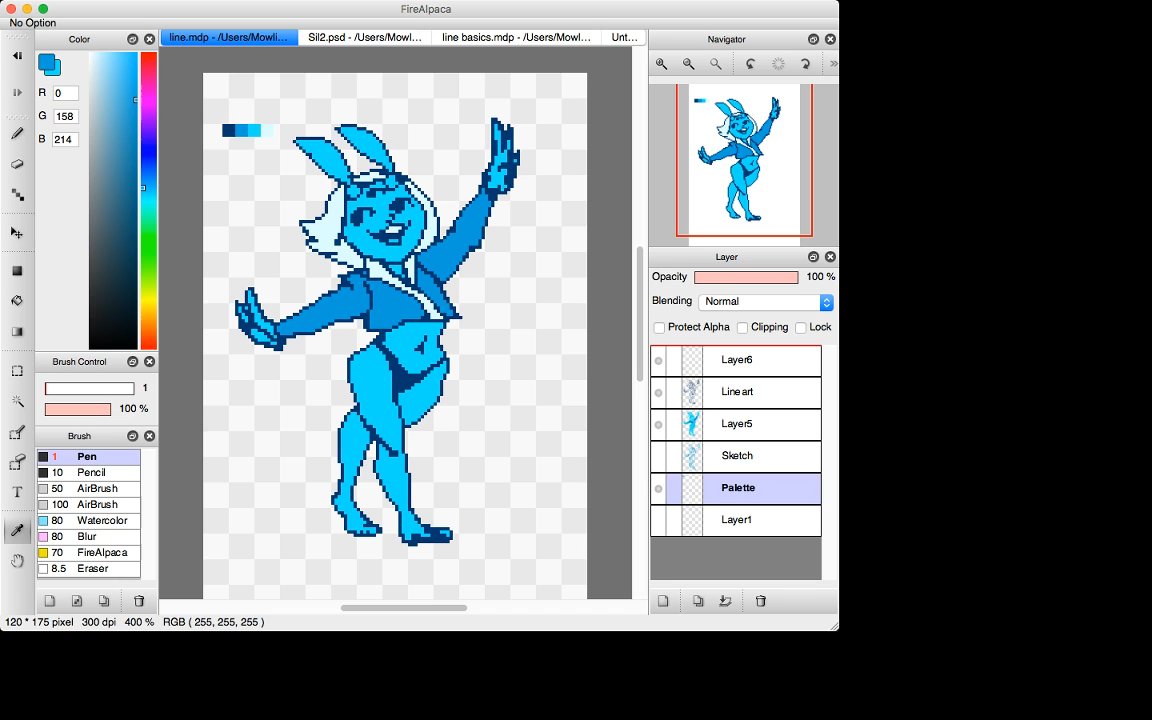 FireAlpaca
No Option
Color
line.mdp - /Users/Mowli...
Sil2.psd - /Users/Mowl...
line basics.mdp - /Users/Mowl...
Unt...
Navigator
R 0
G 158
B 214
Layer
Opacity 100 %
Blending Normal
Protect Alpha Clipping Lock
Brush Control
1
100 %
Layer6
Lineart
Layer5
Sketch
Palette
Layer1
Brush
1 Pen
10 Pencil
50 AirBrush
100 AirBrush
80 Watercolor
80 Blur
70 FireAlpaca
8.5 Eraser
T
120 * 175 pixel 300 dpi 400 % RGB ( 255, 255, 255 )